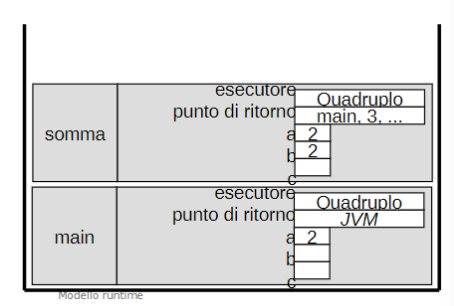 esecutore Quadruplo
punto di ritorno main, 3, ...
somma a 2
b 2
c
esecutore Quadruplo
punto di ritorno JVM
main a 2
b
c
Modello runtime